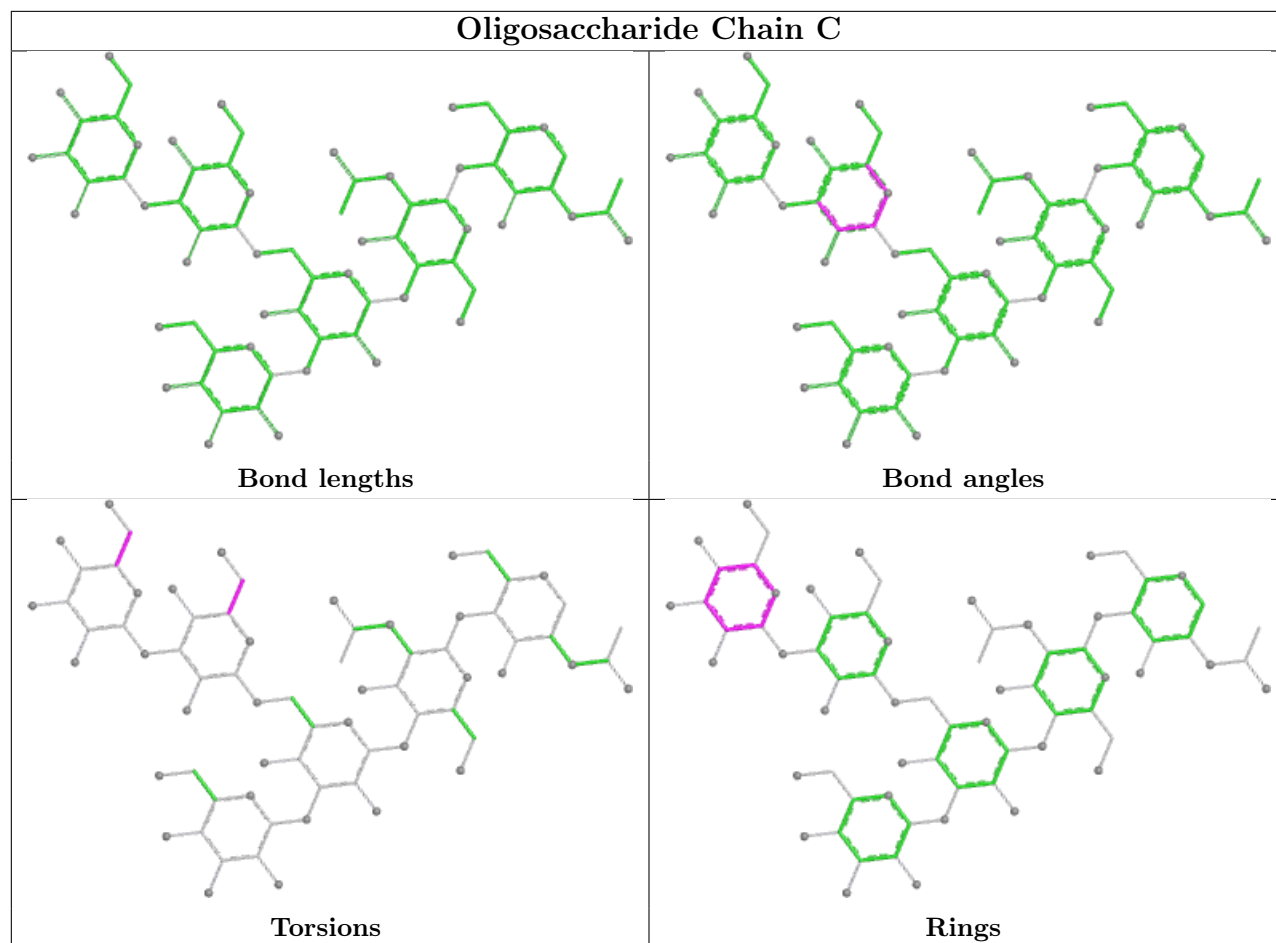 Oligosaccharide Chain C
Bond lengths
Bond angles
Torsions
Rings